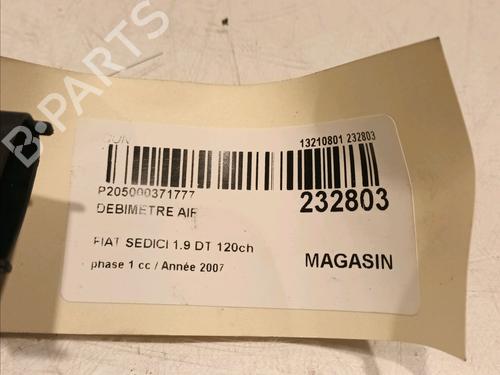 B-PARTS
13210801 232803
P205000371777
232803
DEBIMETRE AIR
FIAT SEDICI 1.9 DT 120ch
phase 1 cc / Année 2007
MAGASIN